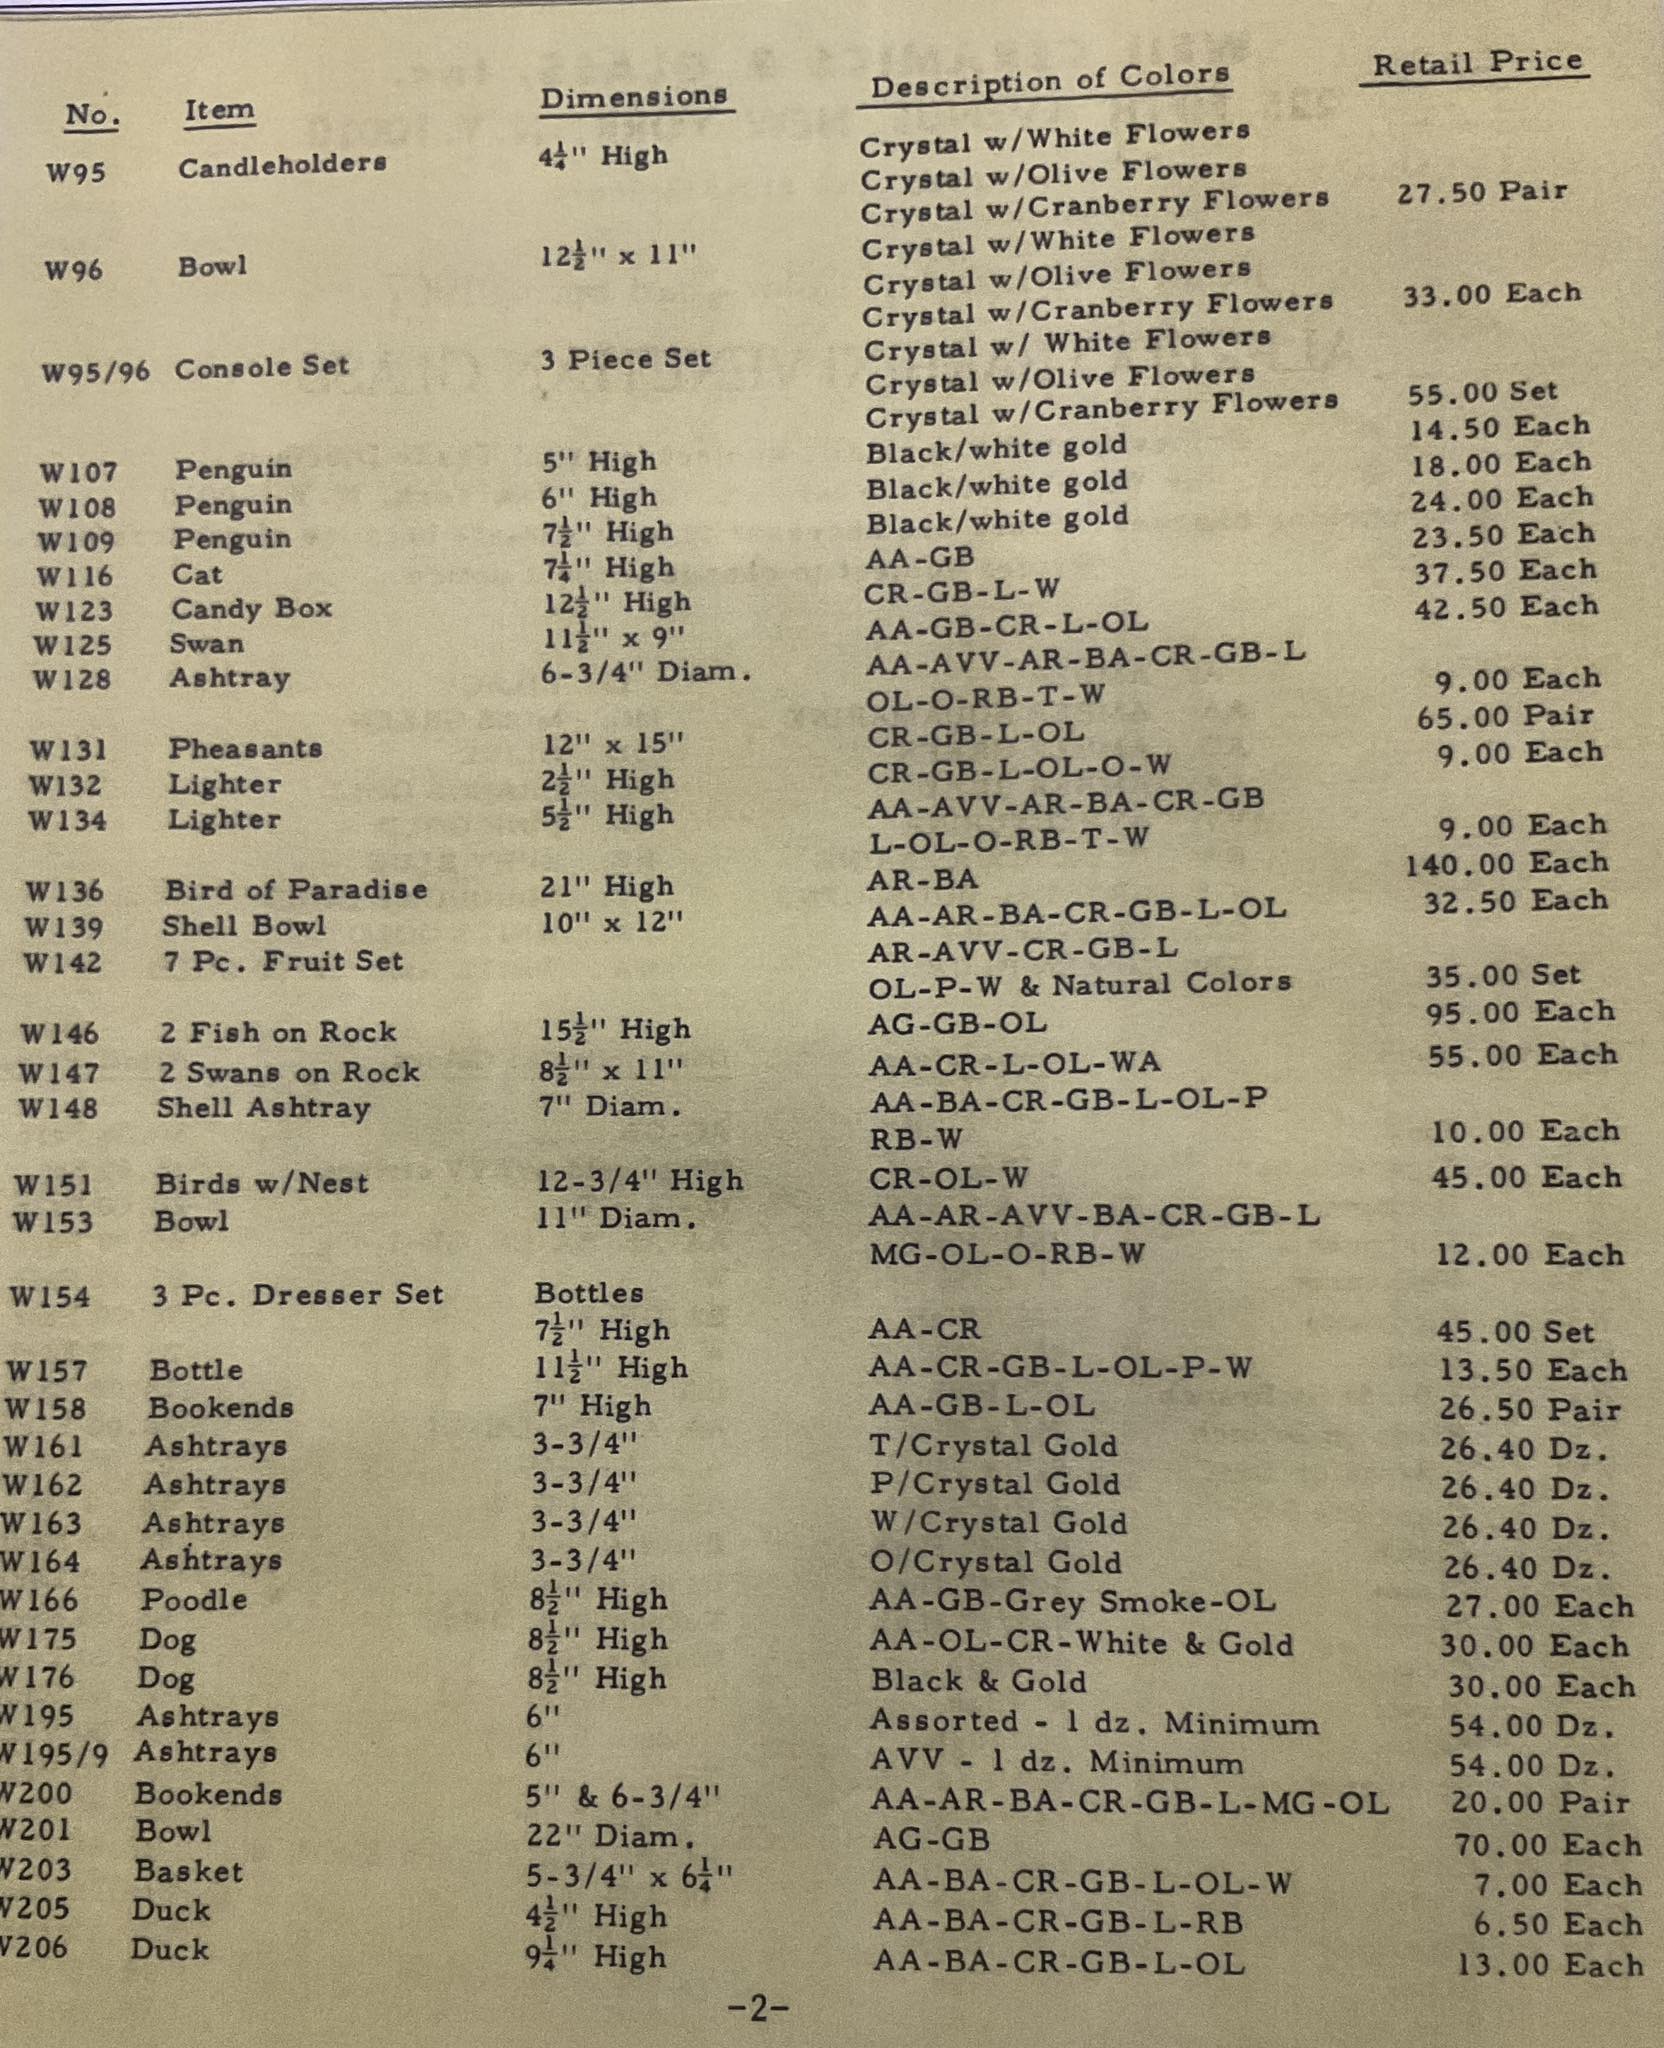 No. Item Dimensions Description of Colors Retail Price
W95 Candleholders 4¼" High Crystal w/White Flowers
Crystal w/Olive Flowers
Crystal w/Cranberry Flowers 27.50 Pair
W96 Bowl 12½" x 11" Crystal w/White Flowers
Crystal w/Olive Flowers
Crystal w/Cranberry Flowers 33.00 Each
W95/96 Console Set 3 Piece Set Crystal w/ White Flowers
Crystal w/Olive Flowers
Crystal w/Cranberry Flowers 55.00 Set
W107 Penguin 5" High Black/white gold 14.50 Each
W108 Penguin 6" High Black/white gold 18.00 Each
W109 Penguin 7½" High Black/white gold 24.00 Each
W116 Cat 7¼" High AA-GB 23.50 Each
W123 Candy Box 12½" High CR-GB-L-W 37.50 Each
W125 Swan 11½" x 9" AA-GB-CR-L-OL 42.50 Each
W128 Ashtray 6-3/4" Diam. AA-AVV-AR-BA-CR-GB-L
OL-O-RB-T-W 9.00 Each
W131 Pheasants 12" x 15" CR-GB-L-OL 65.00 Pair
W132 Lighter 2½" High CR-GB-L-OL-O-W 9.00 Each
W134 Lighter 5½" High AA-AVV-AR-BA-CR-GB
L-OL-O-RB-T-W 9.00 Each
W136 Bird of Paradise 21" High AR-BA 140.00 Each
W139 Shell Bowl 10" x 12" AA-AR-BA-CR-GB-L-OL 32.50 Each
W142 7 Pc. Fruit Set AR-AVV-CR-GB-L
OL-P-W & Natural Colors 35.00 Set
W146 2 Fish on Rock 15½" High AG-GB-OL 95.00 Each
W147 2 Swans on Rock 8½" x 11" AA-CR-L-OL-WA 55.00 Each
W148 Shell Ashtray 7" Diam. AA-BA-CR-GB-L-OL-P
RB-W 10.00 Each
W151 Birds w/Nest 12-3/4" High CR-OL-W 45.00 Each
W153 Bowl 11" Diam. AA-AR-AVV-BA-CR-GB-L
MG-OL-O-RB-W 12.00 Each
W154 3 Pc. Dresser Set Bottles
7½" High AA-CR 45.00 Set
W157 Bottle 11½" High AA-CR-GB-L-OL-P-W 13.50 Each
W158 Bookends 7" High AA-GB-L-OL 26.50 Pair
W161 Ashtrays 3-3/4" T/Crystal Gold 26.40 Dz.
W162 Ashtrays 3-3/4" P/Crystal Gold 26.40 Dz.
W163 Ashtrays 3-3/4" W/Crystal Gold 26.40 Dz.
W164 Ashtrays 3-3/4" O/Crystal Gold 26.40 Dz.
W166 Poodle 8½" High AA-GB-Grey Smoke-OL 27.00 Each
W175 Dog 8½" High AA-OL-CR-White & Gold 30.00 Each
W176 Dog 8½" High Black & Gold 30.00 Each
W195 Ashtrays 6" Assorted - 1 dz. Minimum 54.00 Dz.
W195/9 Ashtrays 6" AVV - 1 dz. Minimum 54.00 Dz.
W200 Bookends 5" & 6-3/4" AA-AR-BA-CR-GB-L-MG-OL 20.00 Pair
W201 Bowl 22" Diam. AG-GB 70.00 Each
W203 Basket 5-3/4" x 6¼" AA-BA-CR-GB-L-OL-W 7.00 Each
W205 Duck 4½" High AA-BA-CR-GB-L-RB 6.50 Each
W206 Duck 9¼" High AA-BA-CR-GB-L-OL 13.00 Each
-2-